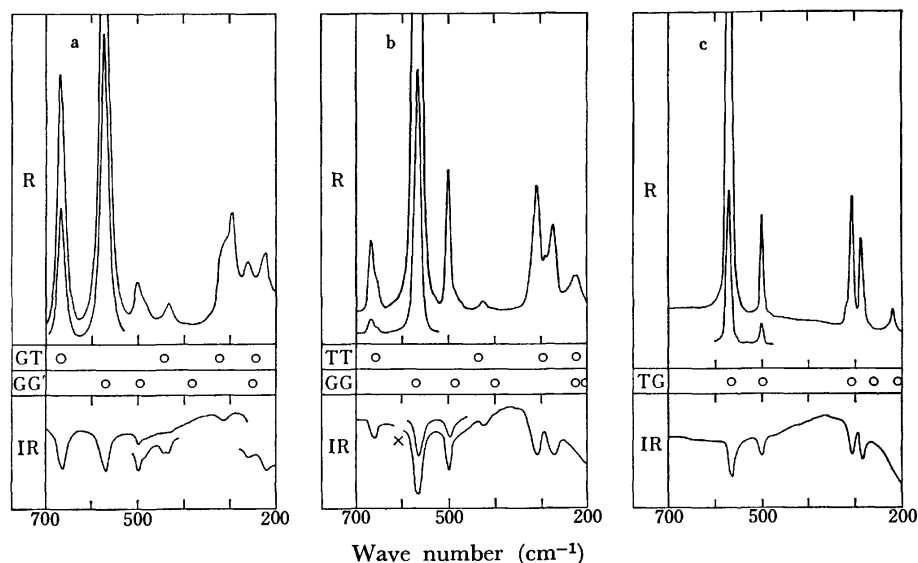 a b c
R R R
GT TT
GG' GG TG
IR IR IR
×
700 500 200 700 500 200 700 500 200
Wave number (cm⁻¹)